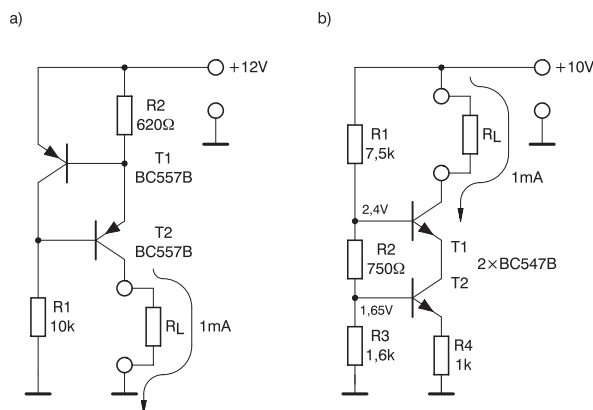 a)
+12V
R2
620Ω
T1
BC557B
T2
BC557B
R1
10k
RL
1mA
b)
+10V
R1
7,5k
RL
1mA
2,4V
R2
750Ω
T1
2×BC547B
T2
1,65V
R3
1,6k
R4
1k